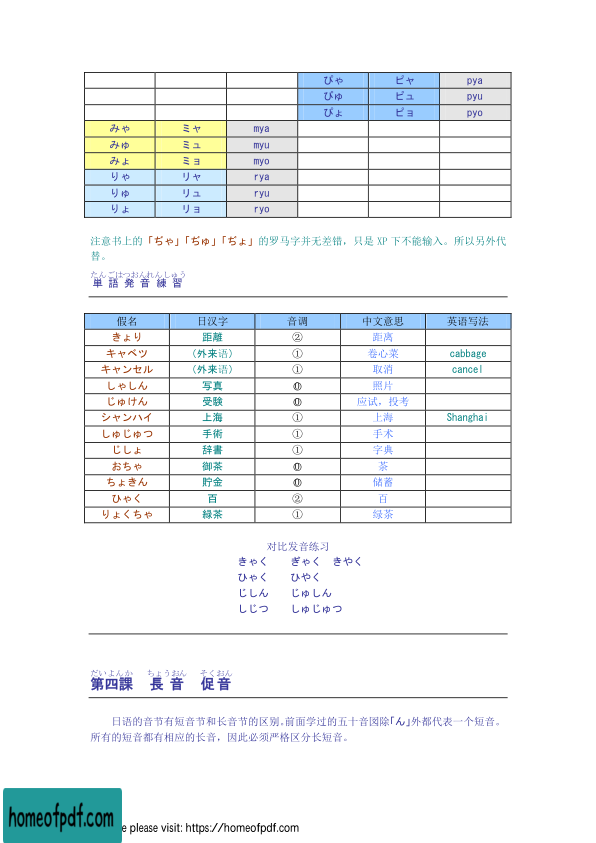 ぴゃ ピャ pya
ぴゅ ピュ pyu
ぴょ ピョ pyo
みゃ ミャ mya
みゅ ミュ myu
みょ ミョ myo
りゃ リャ rya
りゅ リュ ryu
りょ リョ ryo
注意书上的「ぢゃ」「ぢゅ」「ぢょ」的罗马字并无差错，只是 XP 下不能输入。所以另外代
替。
たんごはつおんれんしゅう
単語発音練習
假名 日汉字 音调 中文意思 英语写法
きょり 距離 ② 距离
キャベツ （外来语） ① 卷心菜 cabbage
キャンセル （外来语） ① 取消 cancel
しゃしん 写真 ⓪ 照片
じゅけん 受験 ⓪ 应试，投考
シャンハイ 上海 ① 上海 Shanghai
しゅじゅつ 手術 ① 手术
じしょ 辞書 ① 字典
おちゃ 御茶 ⓪ 茶
ちょきん 貯金 ⓪ 储蓄
ひゃく 百 ② 百
りょくちゃ 緑茶 ① 绿茶
对比发音练习
きゃく ぎゃく きやく
ひゃく ひやく
じしん じゅしん
しじつ しゅじゅつ
だいよんか ちょうおん そくおん
第四課 長音 促音
日语的音节有短音节和长音节的区别。前面学过的五十音図除「ん」外都代表一个短音。
所有的短音都有相应的长音，因此必须严格区分长短音。
homeofpdf.com
e please visit: https://homeofpdf.com